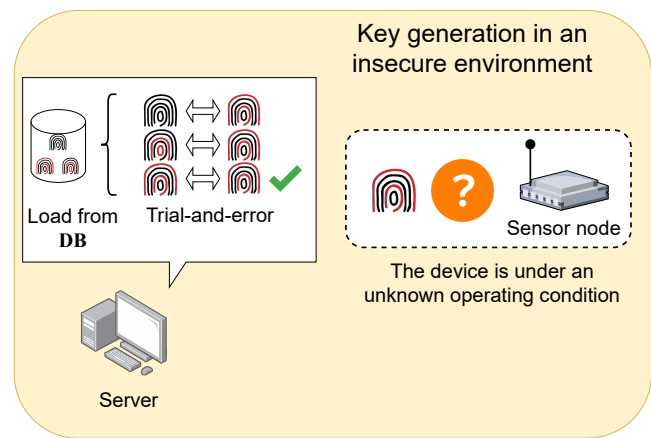 Key generation in an
insecure environment
Load from
DB
Trial-and-error
?
Sensor node
The device is under an
unknown operating condition
Server